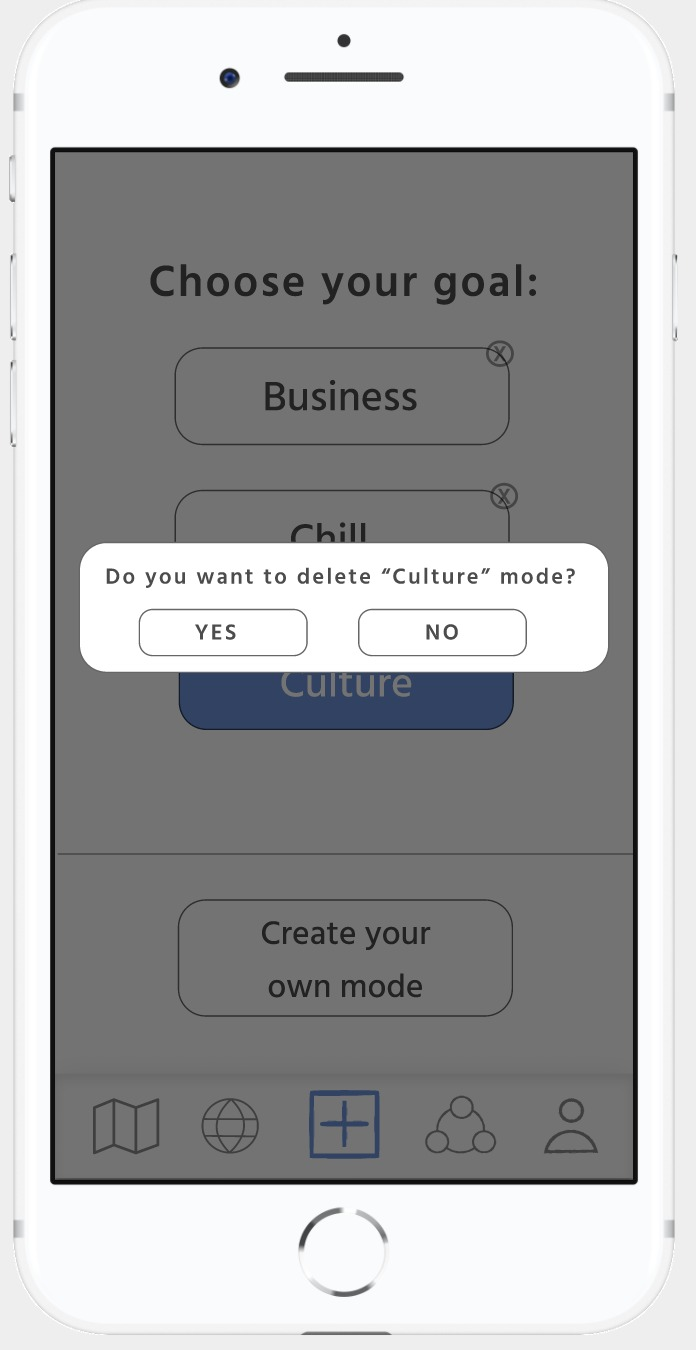 Choose your goal:
X
Business
X
Chill
Do you want to delete “Culture” mode?
YES NO
Culture
Create your
own mode